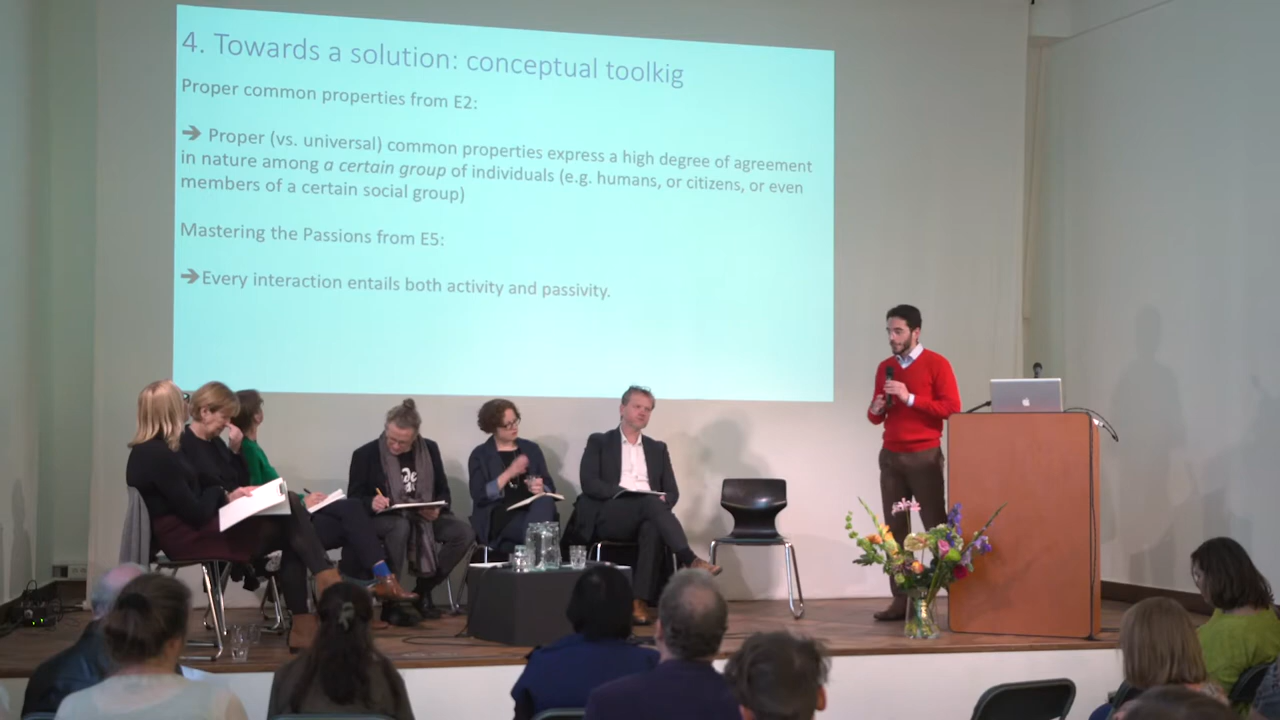 4. Towards a solution: conceptual toolkig
Proper common properties from E2:
➔ Proper (vs. universal) common properties express a high degree of agreement
in nature among a certain group of individuals (e.g. humans, or citizens, or even
members of a certain social group)
Mastering the Passions from E5:
➔Every interaction entails both activity and passivity.